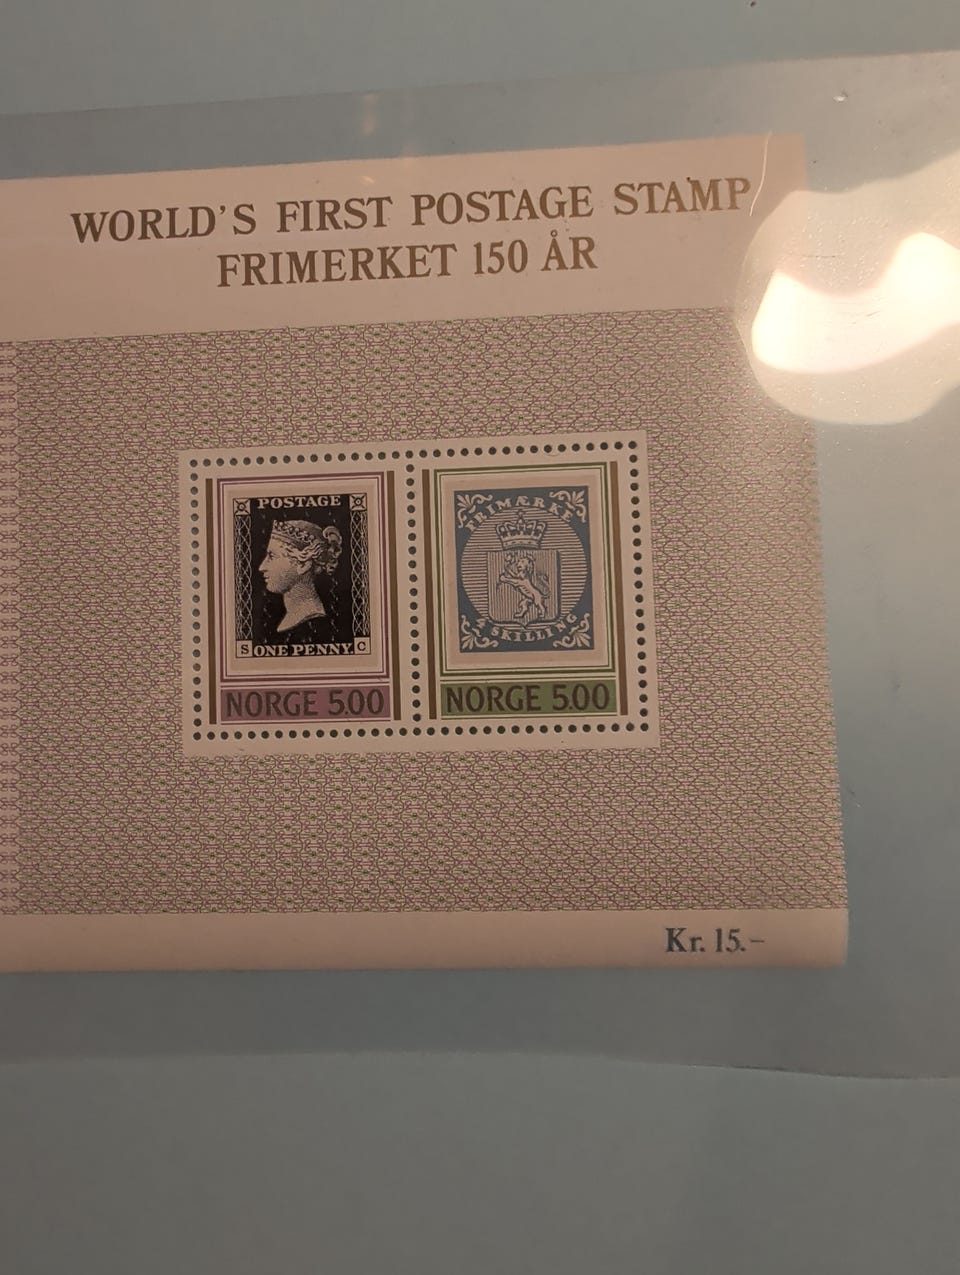 WORLD'S FIRST POSTAGE STAMP
FRIMERKET 150 ÅR
POSTAGE
S ONE PENNY. C
NORGE 5.00
FRIMÆRKE
4 SKILLING
NORGE 5.00
Kr. 15.–